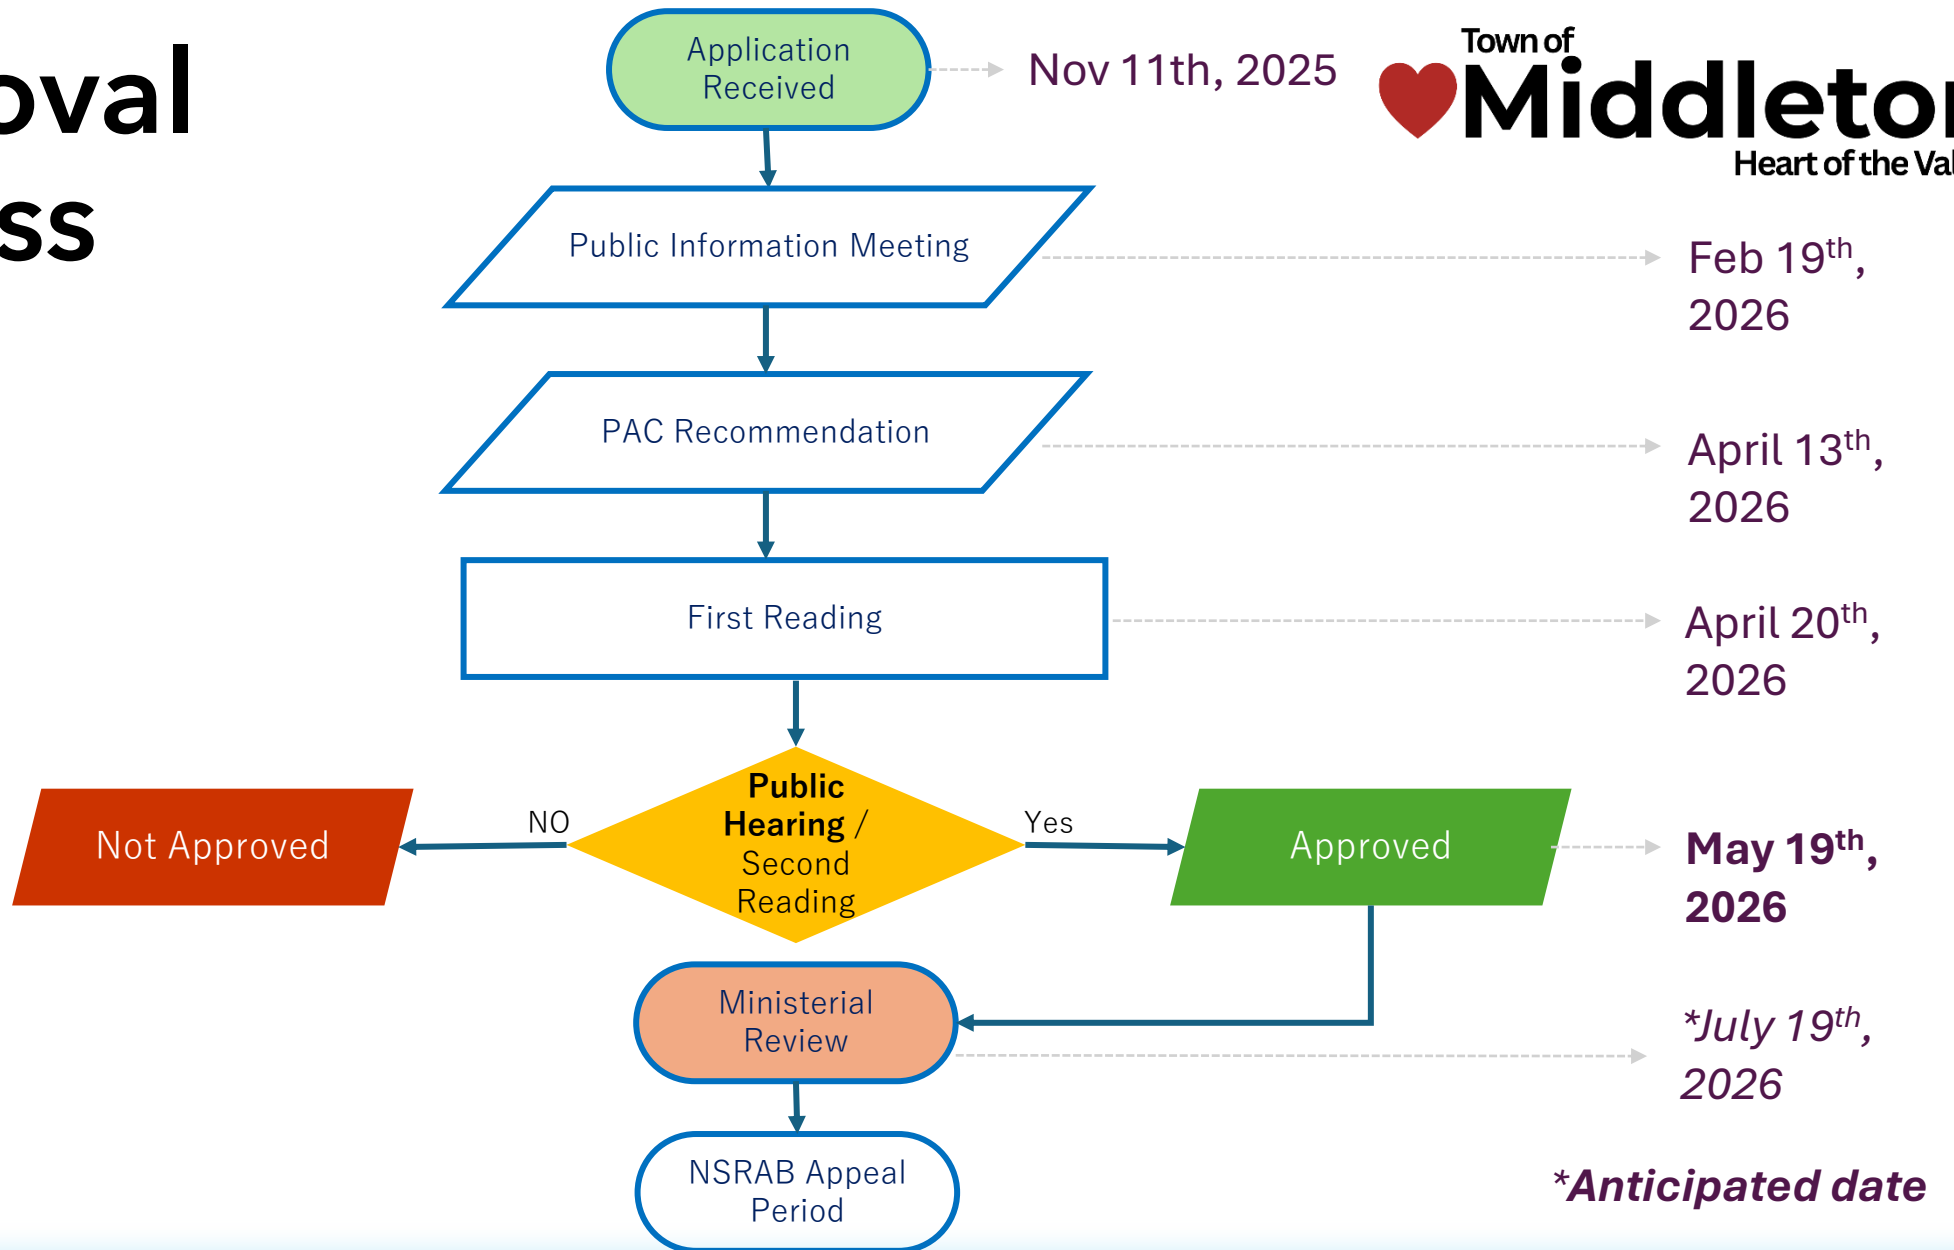 oval
ss
Application
Received
Nov 11th, 2025
Town of
Middleton
Heart of the Val
Public Information Meeting
Feb 19th,
2026
PAC Recommendation
April 13th,
2026
First Reading
April 20th,
2026
Not Approved
NO
Public
Hearing /
Second
Reading
Yes
Approved
May 19th,
2026
Ministerial
Review
*July 19th,
2026
NSRAB Appeal
Period
*Anticipated date